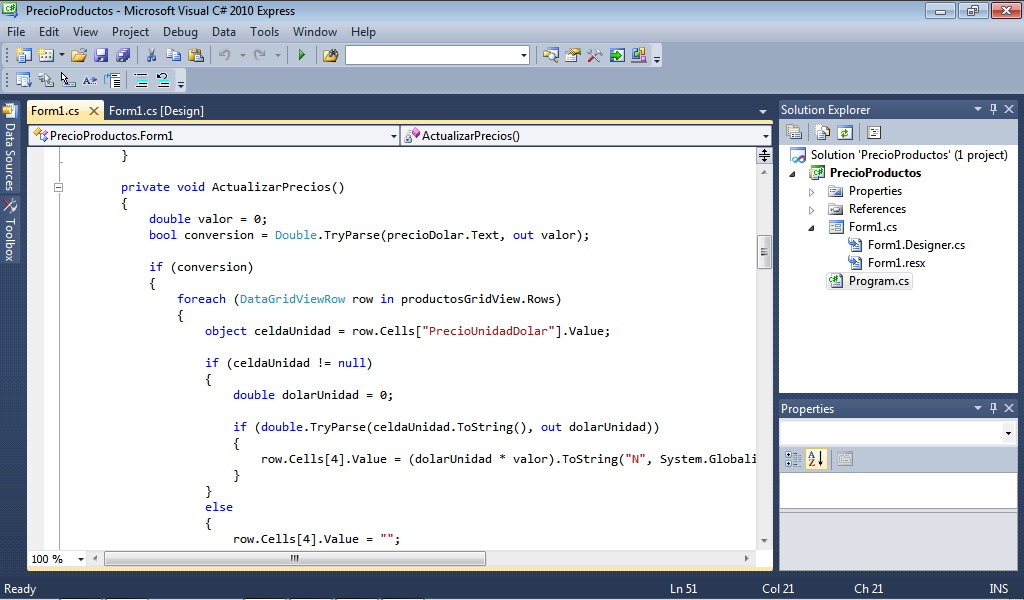 PrecioProductos - Microsoft Visual C# 2010 Express
File Edit View Project Debug Data Tools Window Help
Form1.cs Form1.cs [Design]
PrecioProductos.Form1 ActualizarPrecios()
}
private void ActualizarPrecios()
{
double valor = 0;
bool conversion = Double.TryParse(precioDolar.Text, out valor);
if (conversion)
{
foreach (DataGridViewRow row in productosGridView.Rows)
{
object celdaUnidad = row.Cells["PrecioUnidadDolar"].Value;
if (celdaUnidad != null)
{
double dolarUnidad = 0;
if (double.TryParse(celdaUnidad.ToString(), out dolarUnidad))
{
row.Cells[4].Value = (dolarUnidad * valor).ToString("N", System.Globali
}
}
else
{
row.Cells[4].Value = "";
100 %
Data Sources
Toolbox
Solution Explorer
Solution 'PrecioProductos' (1 project)
PrecioProductos
Properties
References
Form1.cs
Form1.Designer.cs
Form1.resx
Program.cs
Properties
Ready Ln 51 Col 21 Ch 21 INS